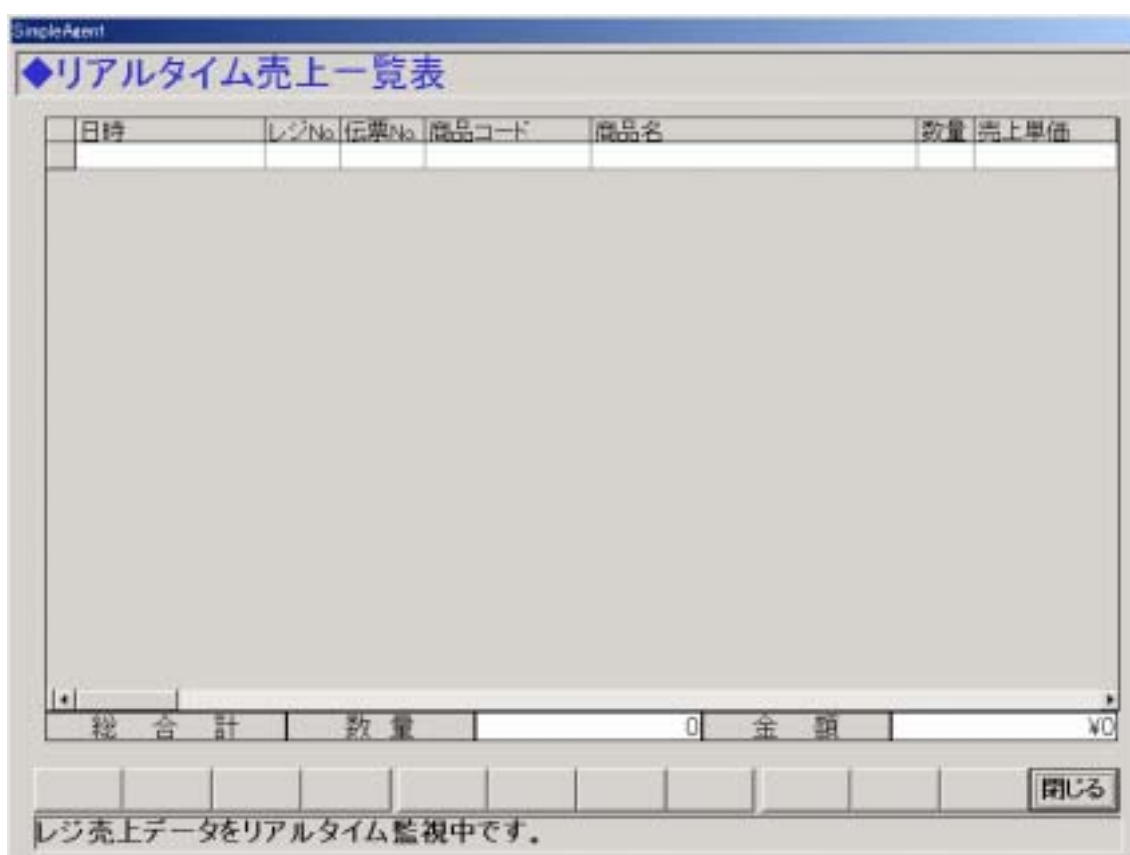 SimpleAgent
◆リアルタイム売上一覧表
日時 レジNo. 伝票No. 商品コード 商品名 数量 売上単価
総合計 数量 0 金額 ¥0
閉じる
レジ売上データをリアルタイム監視中です。